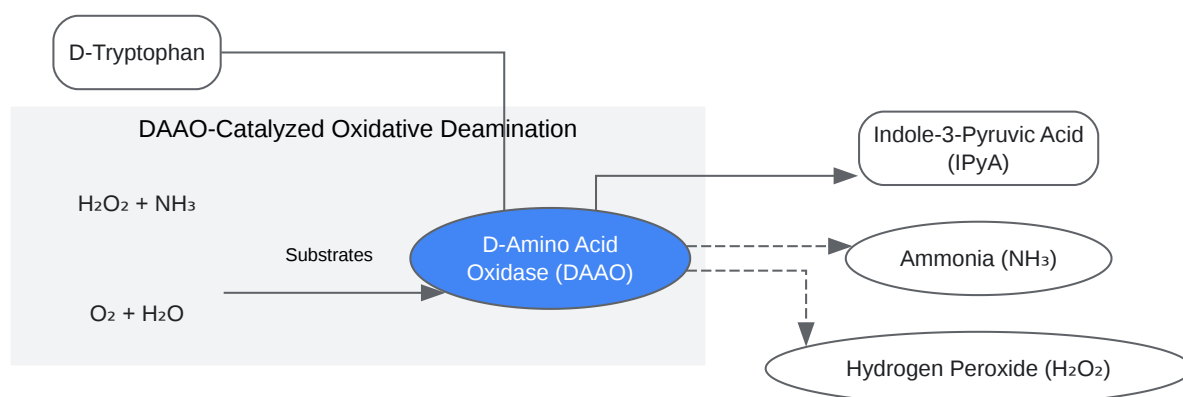 D-Tryptophan
DAAO-Catalyzed Oxidative Deamination
H₂O₂ + NH₃
Substrates
O₂ + H₂O
D-Amino Acid
Oxidase (DAAO)
Indole-3-Pyruvic Acid
(IPyA)
Ammonia (NH₃)
Hydrogen Peroxide (H₂O₂)